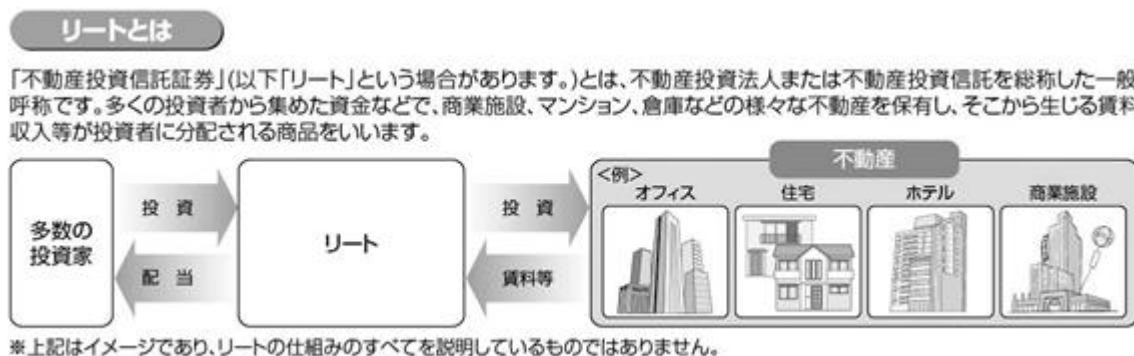 リートとは
「不動産投資信託証券」(以下「リート」という場合があります。)とは、不動産投資法人または不動産投資信託を総称した一般
呼称です。多くの投資者から集めた資金などで、商業施設、マンション、倉庫などの様々な不動産を保有し、そこから生じる賃料
収入等が投資者に分配される商品をいいます。
不動産
<例>
オフィス 住宅 ホテル 商業施設
多数の
投資家
投 資
配 当
リート
投 資
賃料等
※上記はイメージであり、リートの仕組みのすべてを説明しているものではありません。